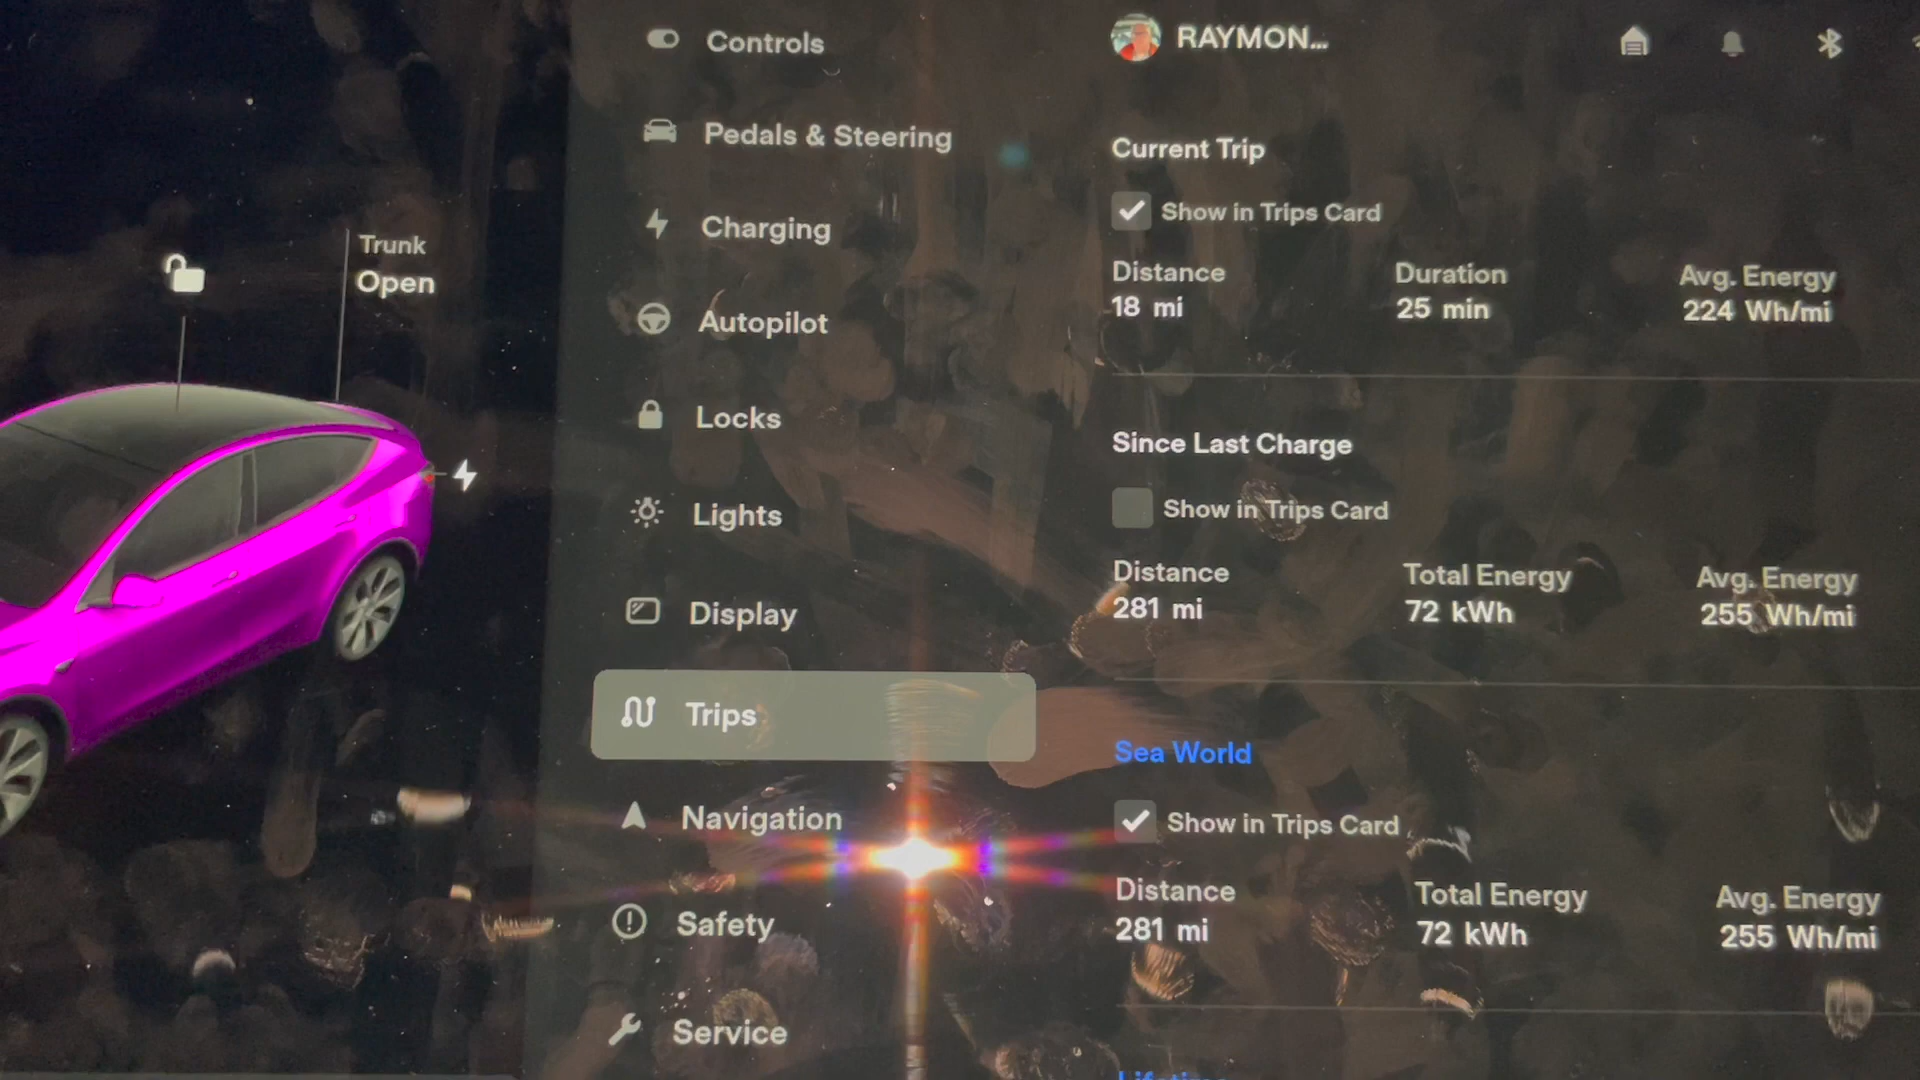 Trunk
Open
Controls
Pedals & Steering
Charging
Autopilot
Locks
Lights
Display
Trips
Navigation
Safety
Service
RAYMON...
Current Trip
Show in Trips Card
Distance Duration Avg. Energy
18 mi 25 min 224 Wh/mi
Since Last Charge
Show in Trips Card
Distance Total Energy Avg. Energy
281 mi 72 kWh 255 Wh/mi
Sea World
Show in Trips Card
Distance Total Energy Avg. Energy
281 mi 72 kWh 255 Wh/mi